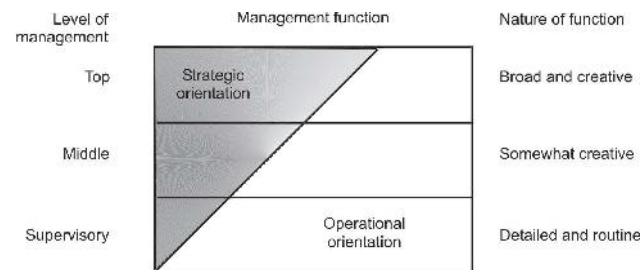 Level of
management
Management function
Nature of function
Top
Strategic
orientation
Broad and creative
Middle
Somewhat creative
Supervisory
Operational
orientation
Detailed and routine